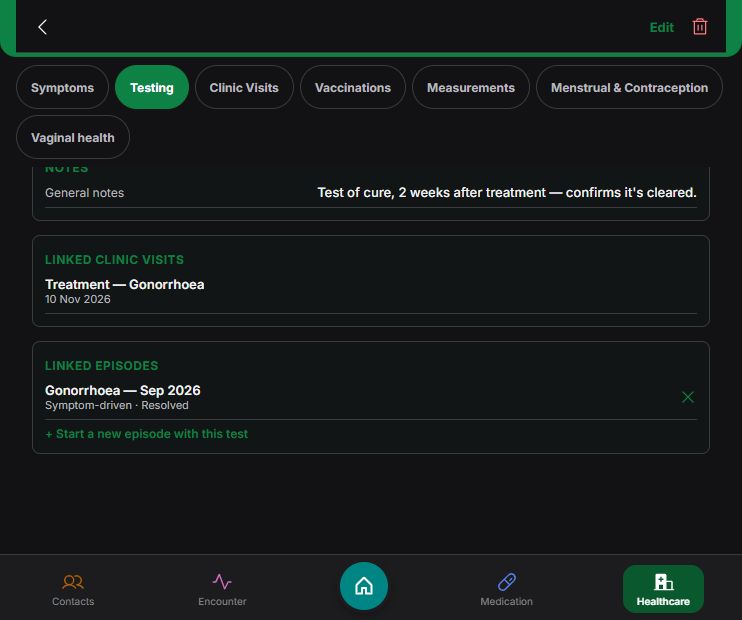 Edit
Symptoms
Testing
Clinic Visits
Vaccinations
Measurements
Menstrual & Contraception
Vaginal health
NOTES
General notes
Test of cure, 2 weeks after treatment — confirms it's cleared.
LINKED CLINIC VISITS
Treatment — Gonorrhoea
10 Nov 2026
LINKED EPISODES
Gonorrhoea — Sep 2026
Symptom-driven · Resolved
+ Start a new episode with this test
Contacts
Encounter
Medication
Healthcare